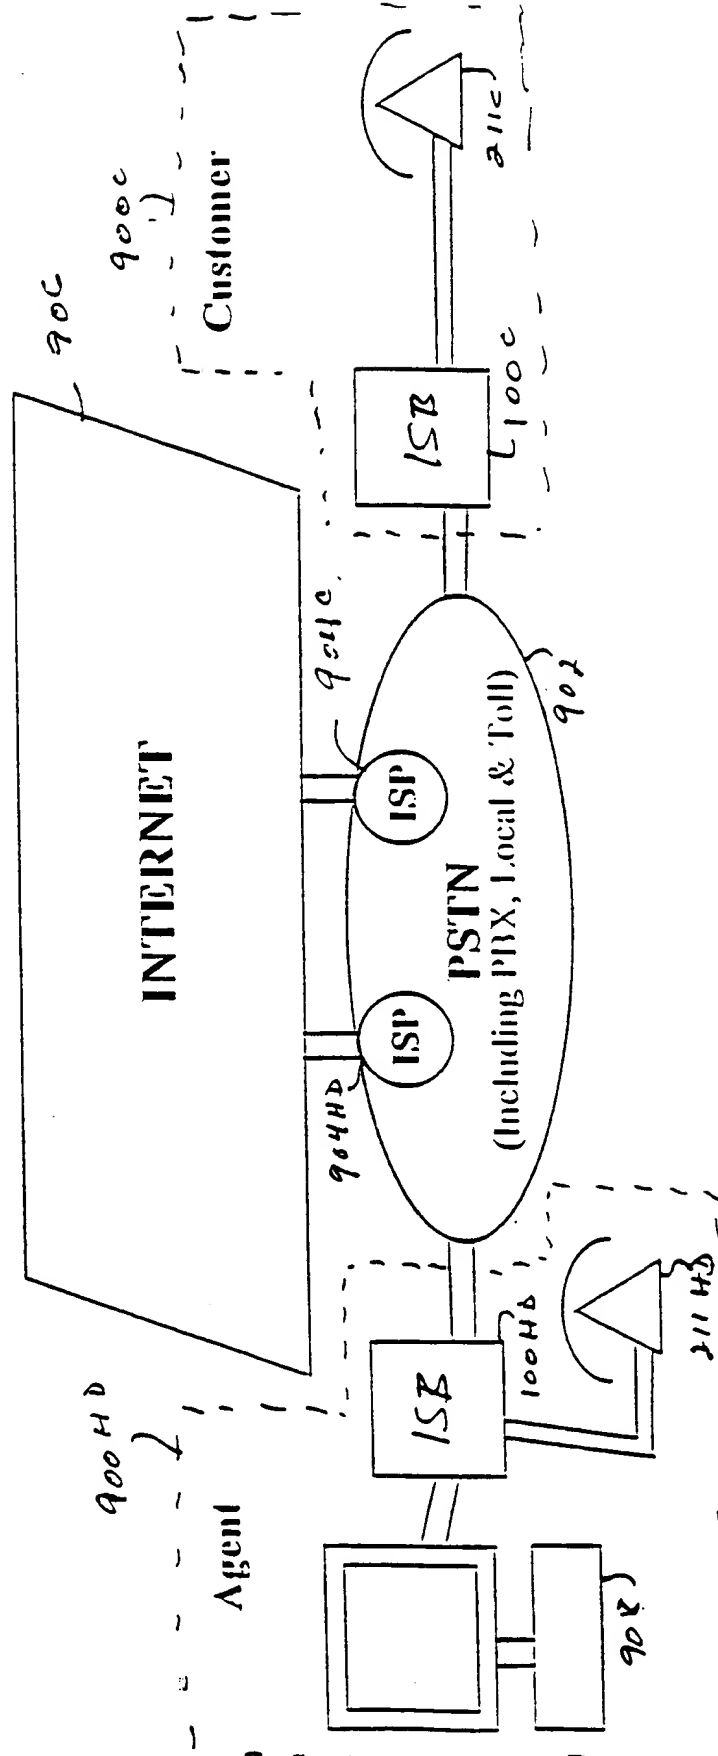 900HD
90C
900C
Agent
INTERNET
Customer
904HD
904C
ISP
ISP
ISB
ISB
PSTN
(Including PBX, Local & Toll)
211C
100HD
100C
902
211HD